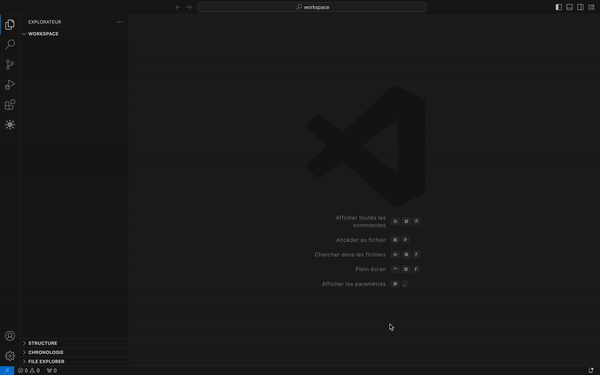 workspace
EXPLORATEUR
WORKSPACE
Afficher toutes les
commandes
⇧ ⌘ P
Accéder au fichier ⌘ P
Chercher dans les fichiers ⇧ ⌘ F
Plein écran ^ ⌘ F
Afficher les paramètres ⌘ ,
STRUCTURE
CHRONOLOGIE
FILE EXPLORER
0 0 0